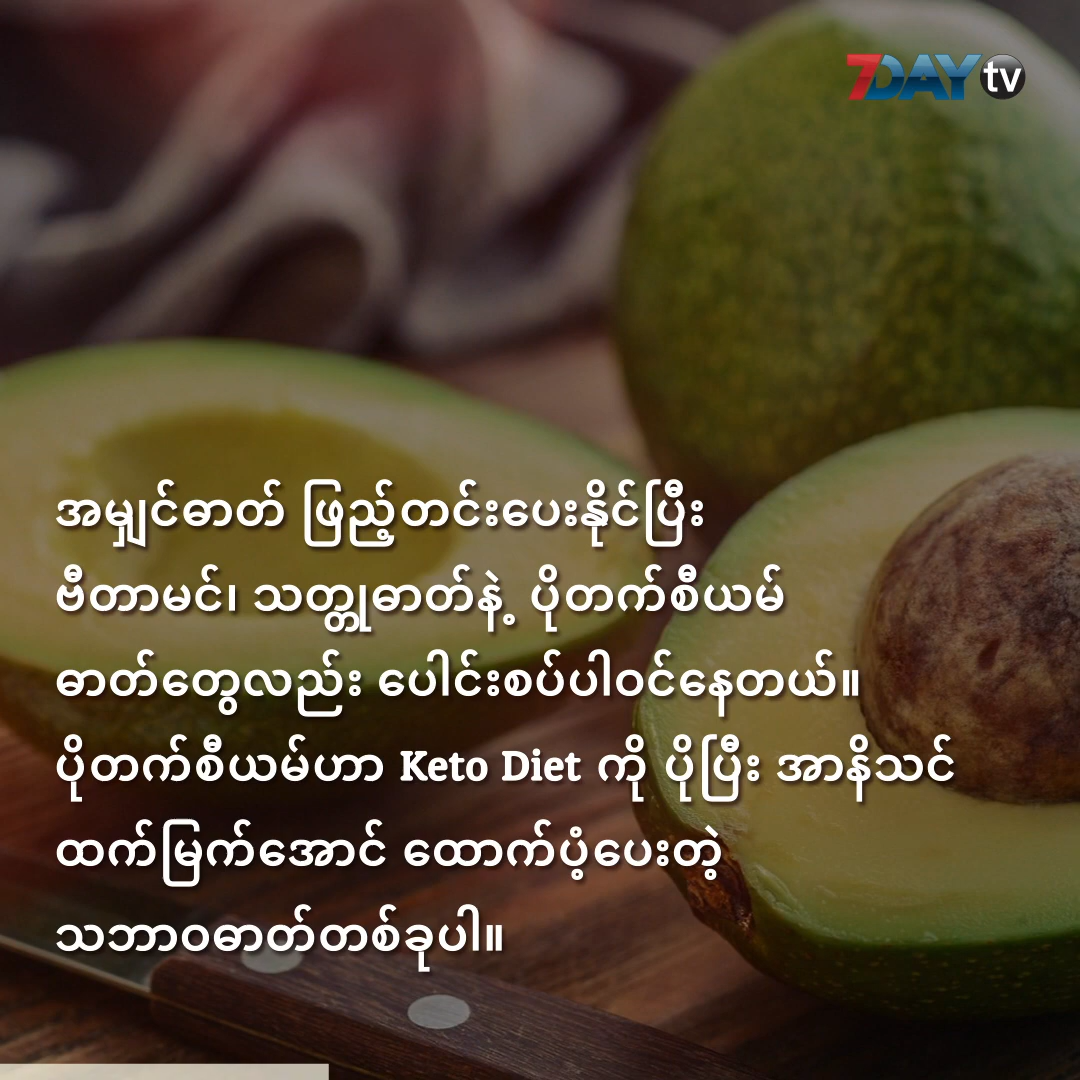 7DAY tv
အမျှင်ဓာတ် ဖြည့်တင်းပေးနိုင်ပြီး
ဗီတာမင်၊ သတ္တုဓာတ်နဲ့ ပိုတက်စီယမ်
ဓာတ်တွေလည်း ပေါင်းစပ်ပါဝင်နေတယ်။
ပိုတက်စီယမ်ဟာ Keto Diet ကို ပိုပြီး အာနိသင်
ထက်မြက်အောင် ထောက်ပံ့ပေးတဲ့
သဘာဝဓာတ်တစ်ခုပါ။